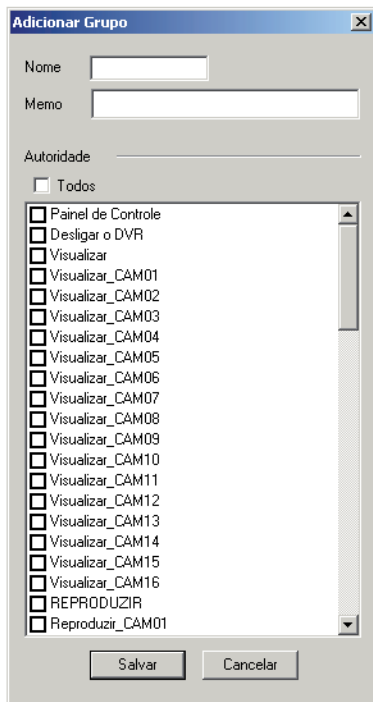 Adicionar Grupo
Nome
Memo
Autoridade
Todos
Painel de Controle
Desligar o DVR
Visualizar
Visualizar_CAM01
Visualizar_CAM02
Visualizar_CAM03
Visualizar_CAM04
Visualizar_CAM05
Visualizar_CAM06
Visualizar_CAM07
Visualizar_CAM08
Visualizar_CAM09
Visualizar_CAM10
Visualizar_CAM11
Visualizar_CAM12
Visualizar_CAM13
Visualizar_CAM14
Visualizar_CAM15
Visualizar_CAM16
REPRODUZIR
Reproduzir_CAM01
Salvar Cancelar